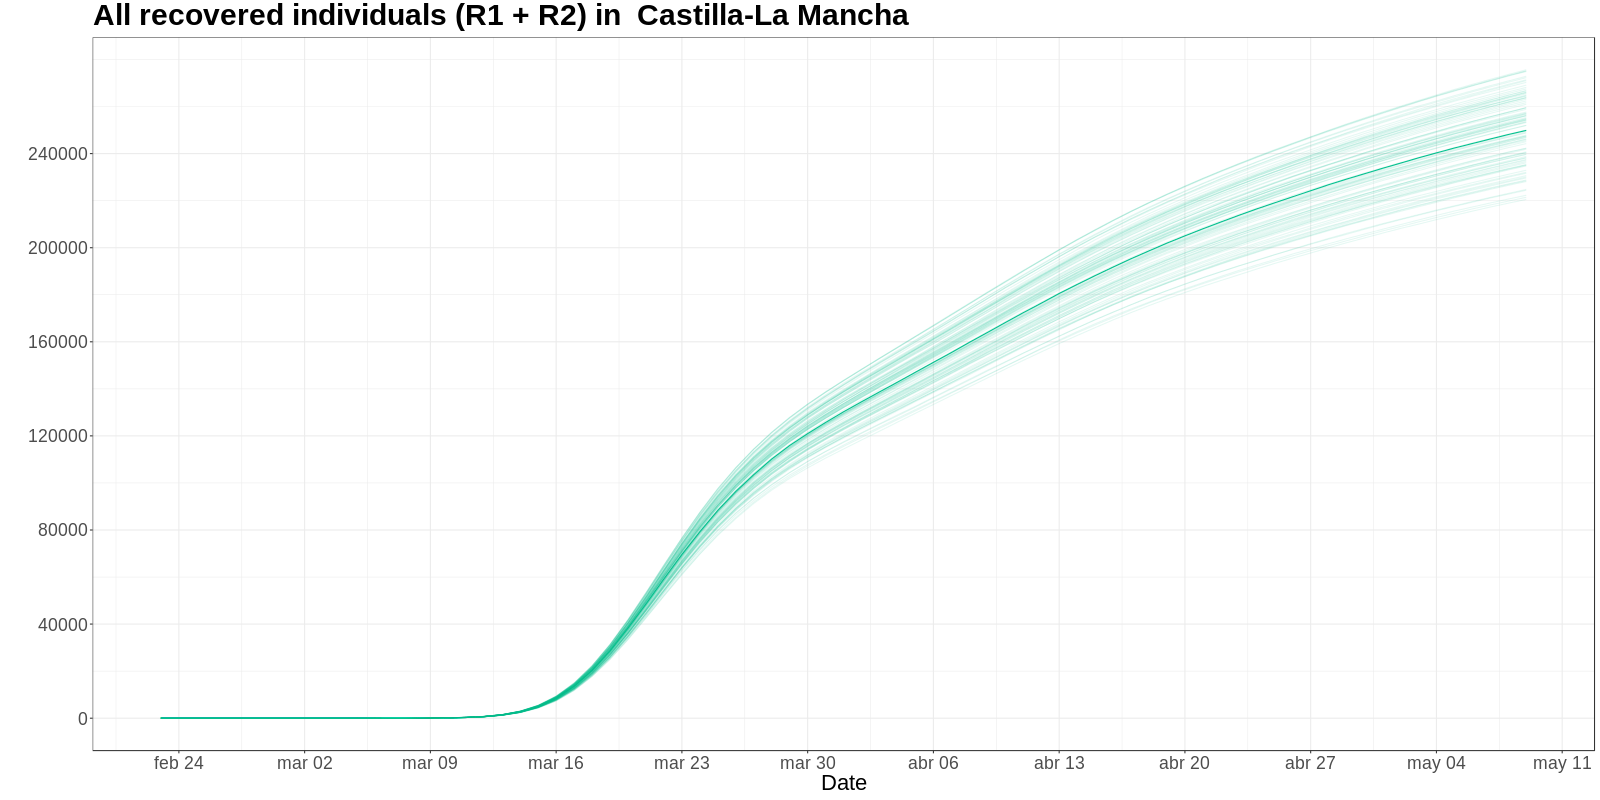 All recovered individuals (R1 + R2) in  Castilla-La Mancha
240000
200000
160000
120000
80000
40000
0
feb 24 mar 02 mar 09 mar 16 mar 23 mar 30 abr 06 abr 13 abr 20 abr 27 may 04 may 11
Date